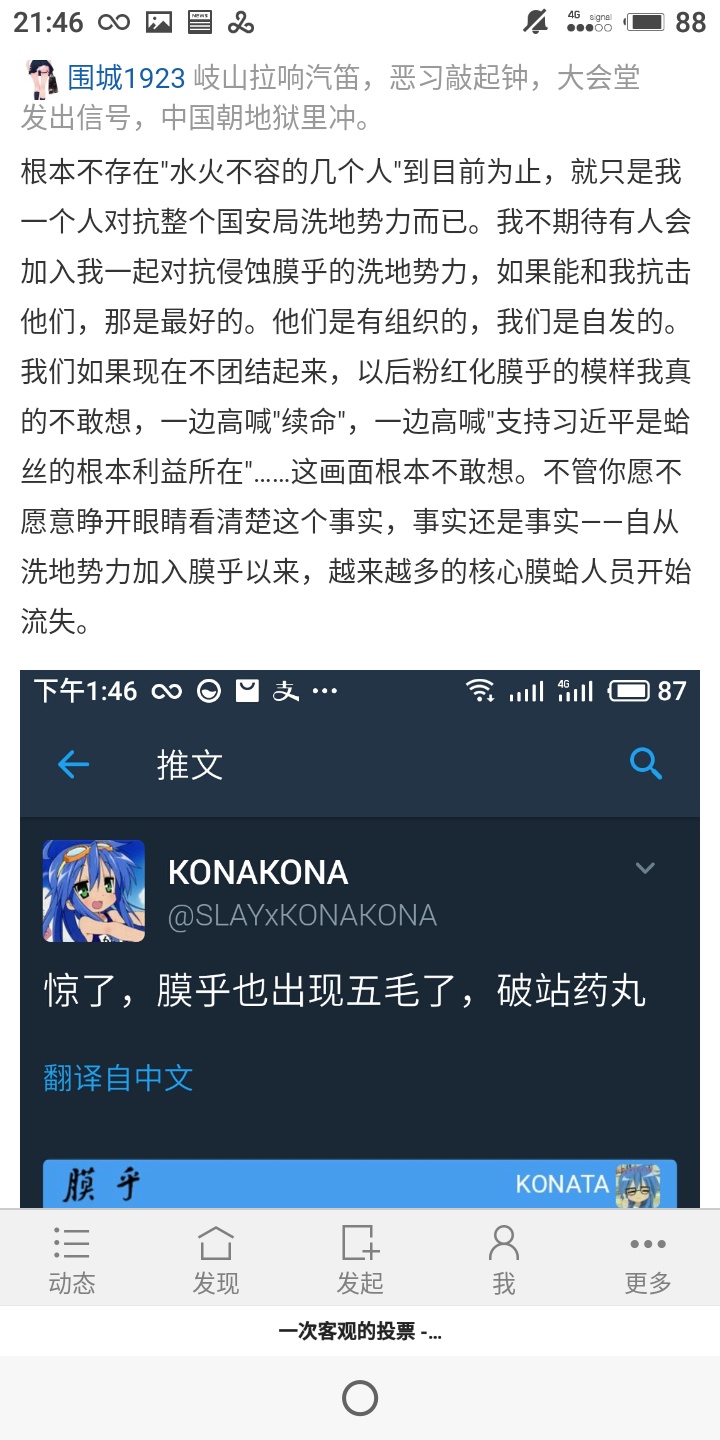 21:46 NEWS 4G signal 88
围城1923 岐山拉响汽笛，恶习敲起钟，大会堂
发出信号，中国朝地狱里冲。
根本不存在"水火不容的几个人"到目前为止，就只是我
一个人对抗整个国安局洗地势力而已。我不期待有人会
加入我一起对抗侵蚀膜乎的洗地势力，如果能和我抗击
他们，那是最好的。他们是有组织的，我们是自发的。
我们如果现在不团结起来，以后粉红化膜乎的模样我真
的不敢想，一边高喊"续命"，一边高喊"支持习近平是蛤
丝的根本利益所在"……这画面根本不敢想。不管你愿不
愿意睁开眼睛看清楚这个事实，事实还是事实——自从
洗地势力加入膜乎以来，越来越多的核心膜蛤人员开始
流失。
下午1:46 支 ··· 4G 87
推文
KONAKONA
@SLAYxKONAKONA
惊了，膜乎也出现五毛了，破站药丸
翻译自中文
膜乎 KONATA
动态 发现 发起 我 更多
一次客观的投票 -...